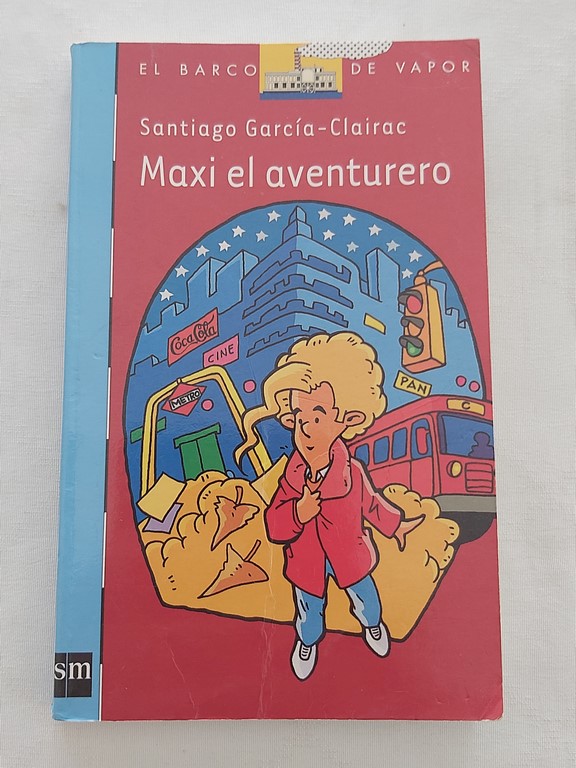 EL BARCO DE VAPOR
Santiago García-Clairac
Maxi el aventurero
Coca Cola
CINE
METRO
PAN
C
sm